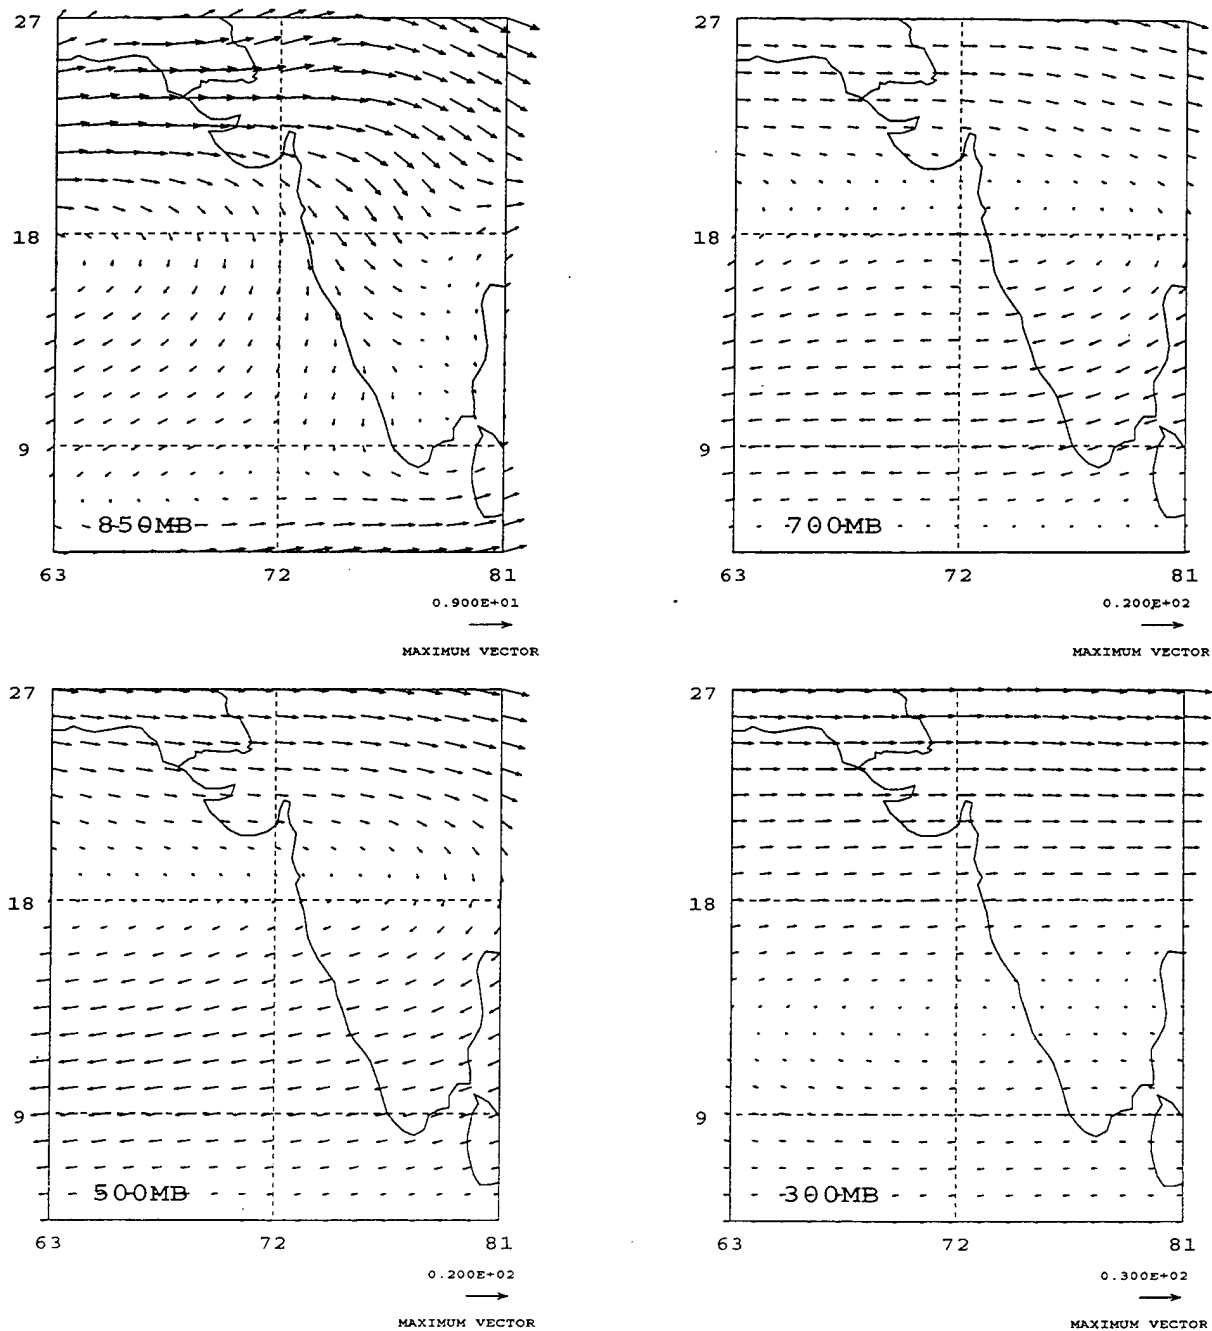 27
18
9
850MB
63 72 81
0.900E+01
MAXIMUM VECTOR
27
18
9
700MB
63 72 81
0.200E+02
MAXIMUM VECTOR
27
18
9
500MB
63 72 81
0.200E+02
MAXIMUM VECTOR
27
18
9
300MB
63 72 81
0.300E+02
MAXIMUM VECTOR